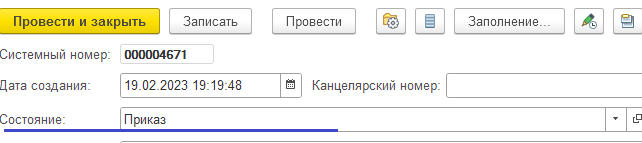 Провести и закрыть Записать Провести Заполнение...
Системный номер: 000004671
Дата создания: 19.02.2023 19:19:48 Канцелярский номер:
Состояние: Приказ